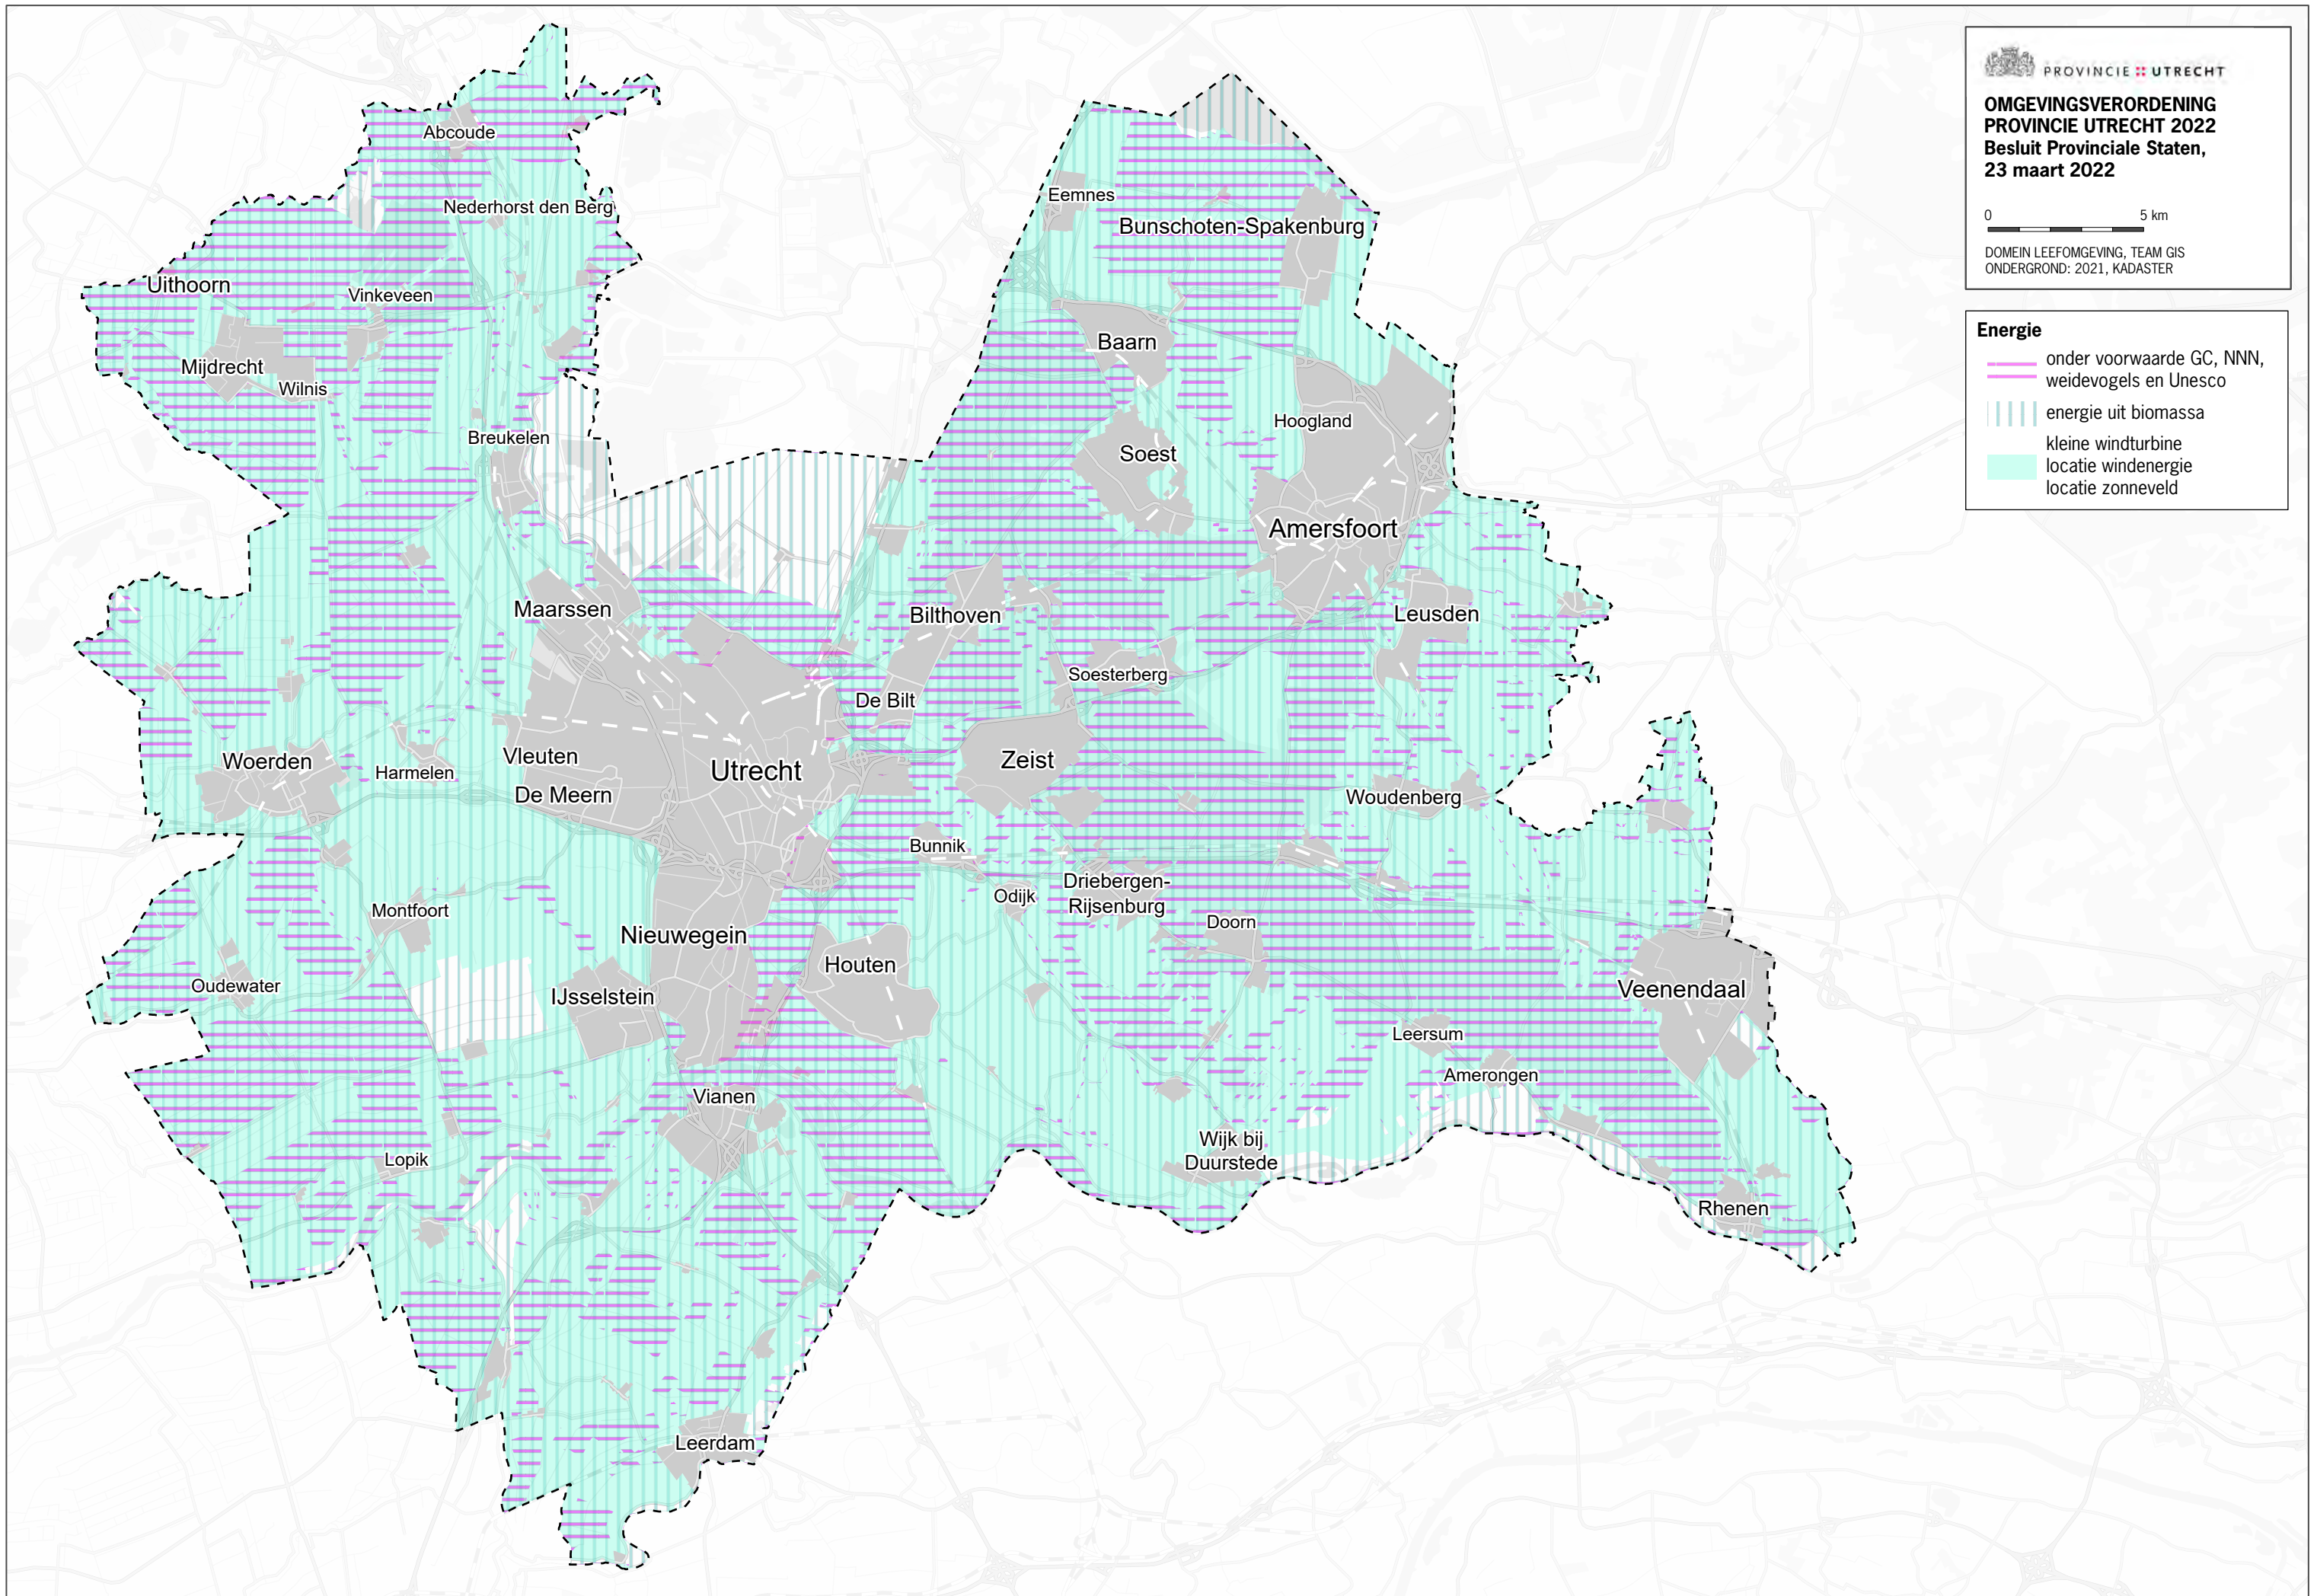 PROVINCIE UTRECHT
OMGEVINGSVERORDENING
PROVINCIE UTRECHT 2022
Besluit Provinciale Staten,
23 maart 2022
0 5 km
DOMEIN LEEFOMGEVING, TEAM GIS
ONDERGROND: 2021, KADASTER
Energie
onder voorwaarde GC, NNN,
weidevogels en Unesco
energie uit biomassa
kleine windturbine
locatie windenergie
locatie zonneveld
Abcoude
Nederhorst den Berg
Eemnes
Bunschoten-Spakenburg
Uithoorn
Vinkeveen
Baarn
Mijdrecht
Wilnis
Hoogland
Breukelen
Soest
Amersfoort
Maarssen
Bilthoven
Leusden
Soesterberg
De Bilt
Vleuten
Woerden
Harmelen
Utrecht
Zeist
De Meern
Woudenberg
Bunnik
Driebergen-
Rijsenburg
Odijk
Montfoort
Doorn
Nieuwegein
Houten
Oudewater
IJsselstein
Veenendaal
Leersum
Amerongen
Vianen
Wijk bij
Duurstede
Lopik
Rhenen
Leerdam